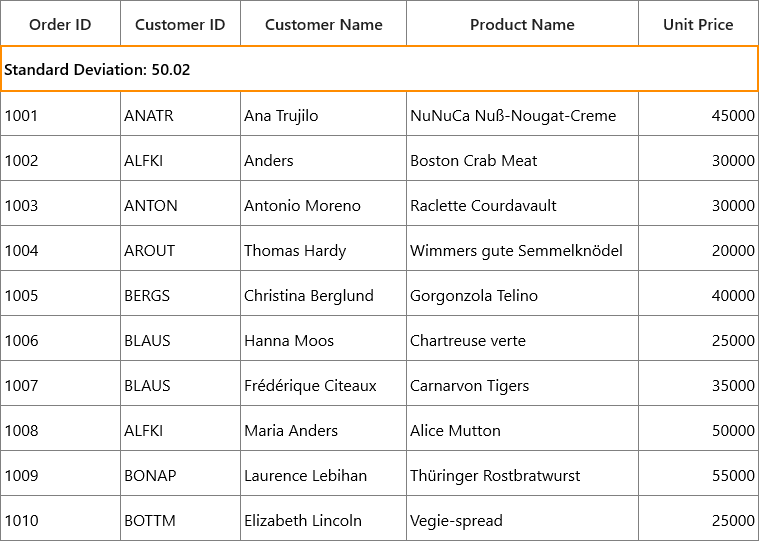 Order ID Customer ID Customer Name Product Name Unit Price
Standard Deviation: 50.02
1001 ANATR Ana Trujilo NuNuCa Nuß-Nougat-Creme 45000
1002 ALFKI Anders Boston Crab Meat 30000
1003 ANTON Antonio Moreno Raclette Courdavault 30000
1004 AROUT Thomas Hardy Wimmers gute Semmelknödel 20000
1005 BERGS Christina Berglund Gorgonzola Telino 40000
1006 BLAUS Hanna Moos Chartreuse verte 25000
1007 BLAUS Frédérique Citeaux Carnarvon Tigers 35000
1008 ALFKI Maria Anders Alice Mutton 50000
1009 BONAP Laurence Lebihan Thüringer Rostbratwurst 55000
1010 BOTTM Elizabeth Lincoln Vegie-spread 25000